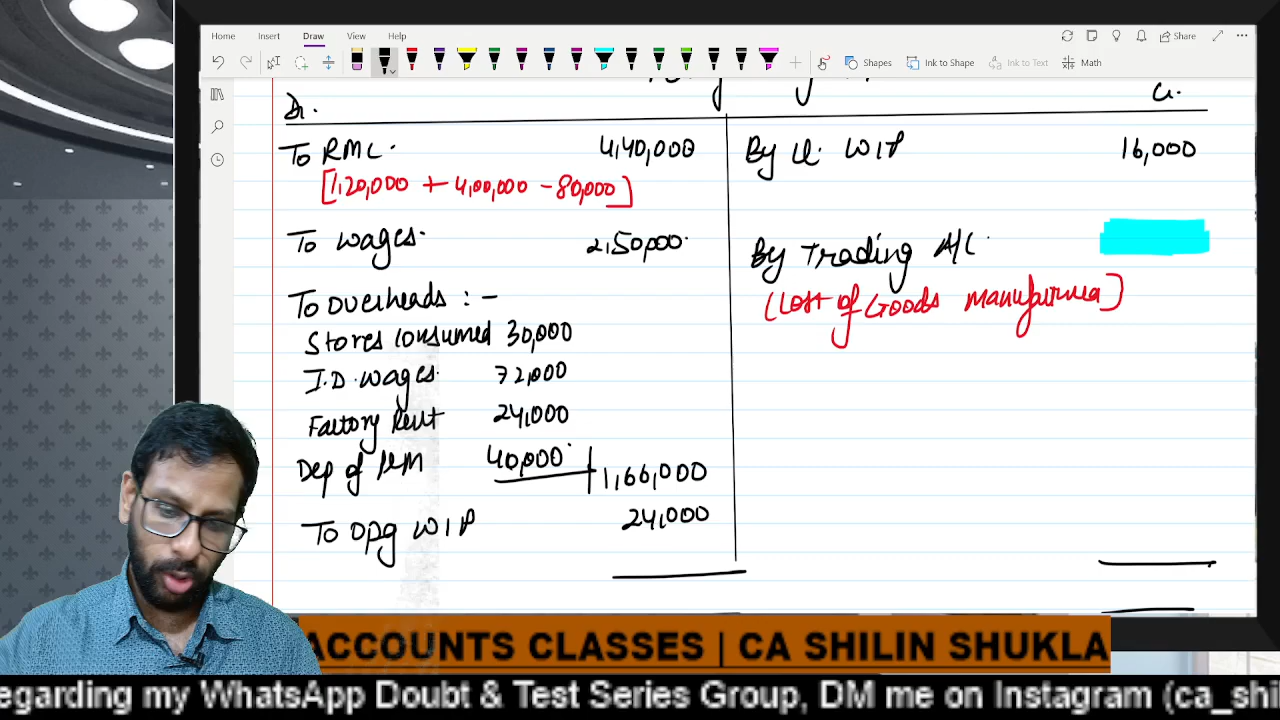 Home Insert Draw View Help Share
Shapes Ink to Shape Ink to Text Math
Dr. Cr.
To RMC. 4,40,000
[1,20,000 + 4,00,000 - 80,000]
To wages. 2,50,000
To overheads : -
Stores Consumed 30,000
I.D. wages. 72,000
Factory Rent 24,000
Dep of P/M 40,000 1,66,000
To Opg WIP 24,000
By Cl. WIP 16,000
By Trading A/C
(Cost of Goods
ACCOUNTS CLASSES | CA SHILIN SHUKLA
egarding my WhatsApp Doubt & Test Series Group, DM me on Instagram (ca_shi